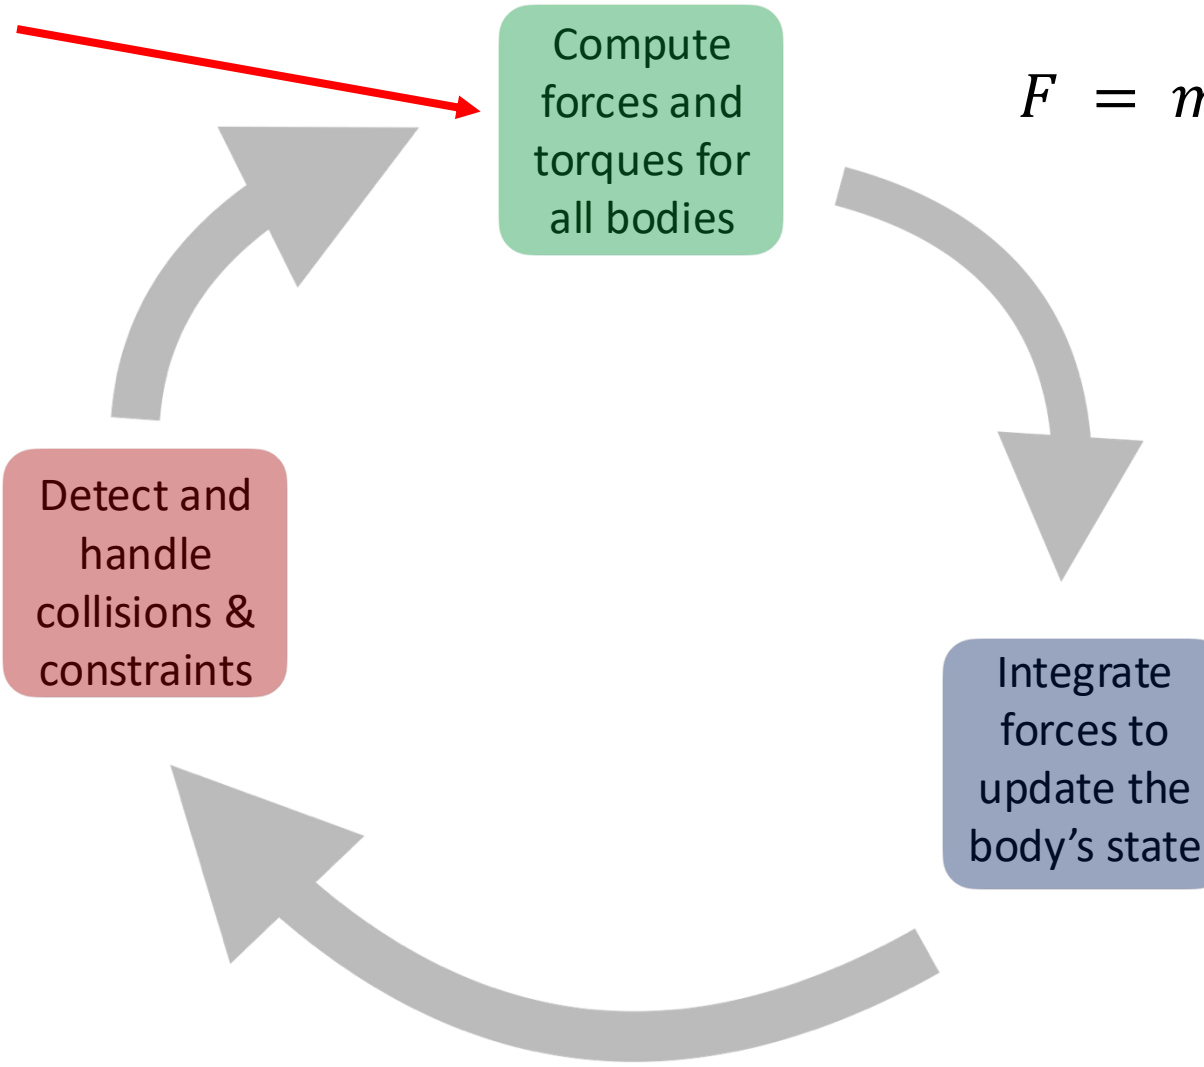 Compute
forces and
torques for
all bodies
F = m
Detect and
handle
collisions &
constraints
Integrate
forces to
update the
body’s state